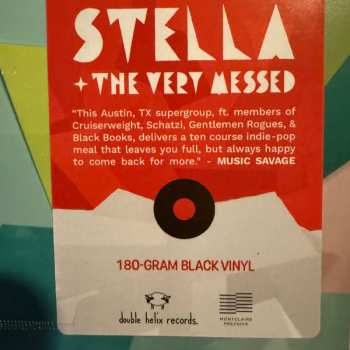 STELLA
+ THE VERY MESSED
"This Austin, TX supergroup, ft. members of
Cruiserweight, Schatzi, Gentlemen Rogues, &
Black Books, delivers a ten course indie-pop
meal that leaves you full, but always happy
to come back for more." - MUSIC SAVAGE
180-GRAM BLACK VINYL
double helix records.
MONTCLAIRE